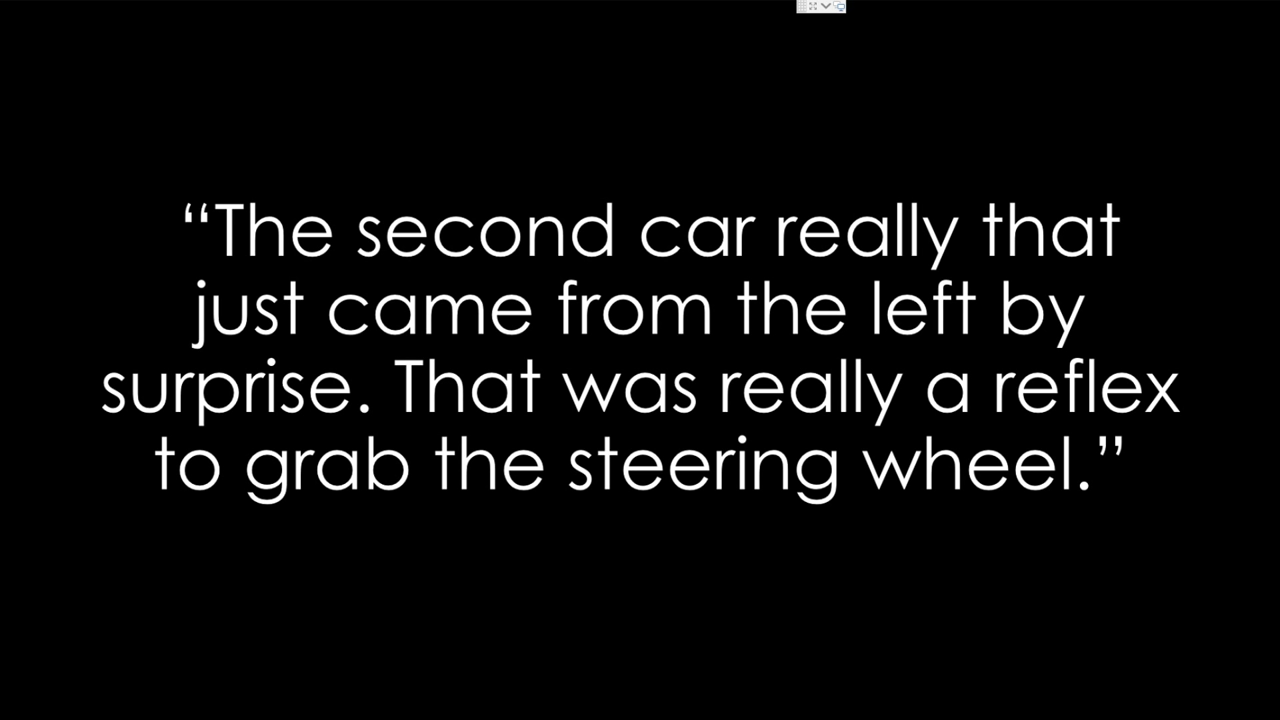 “The second car really that
just came from the left by
surprise. That was really a reflex
to grab the steering wheel.”